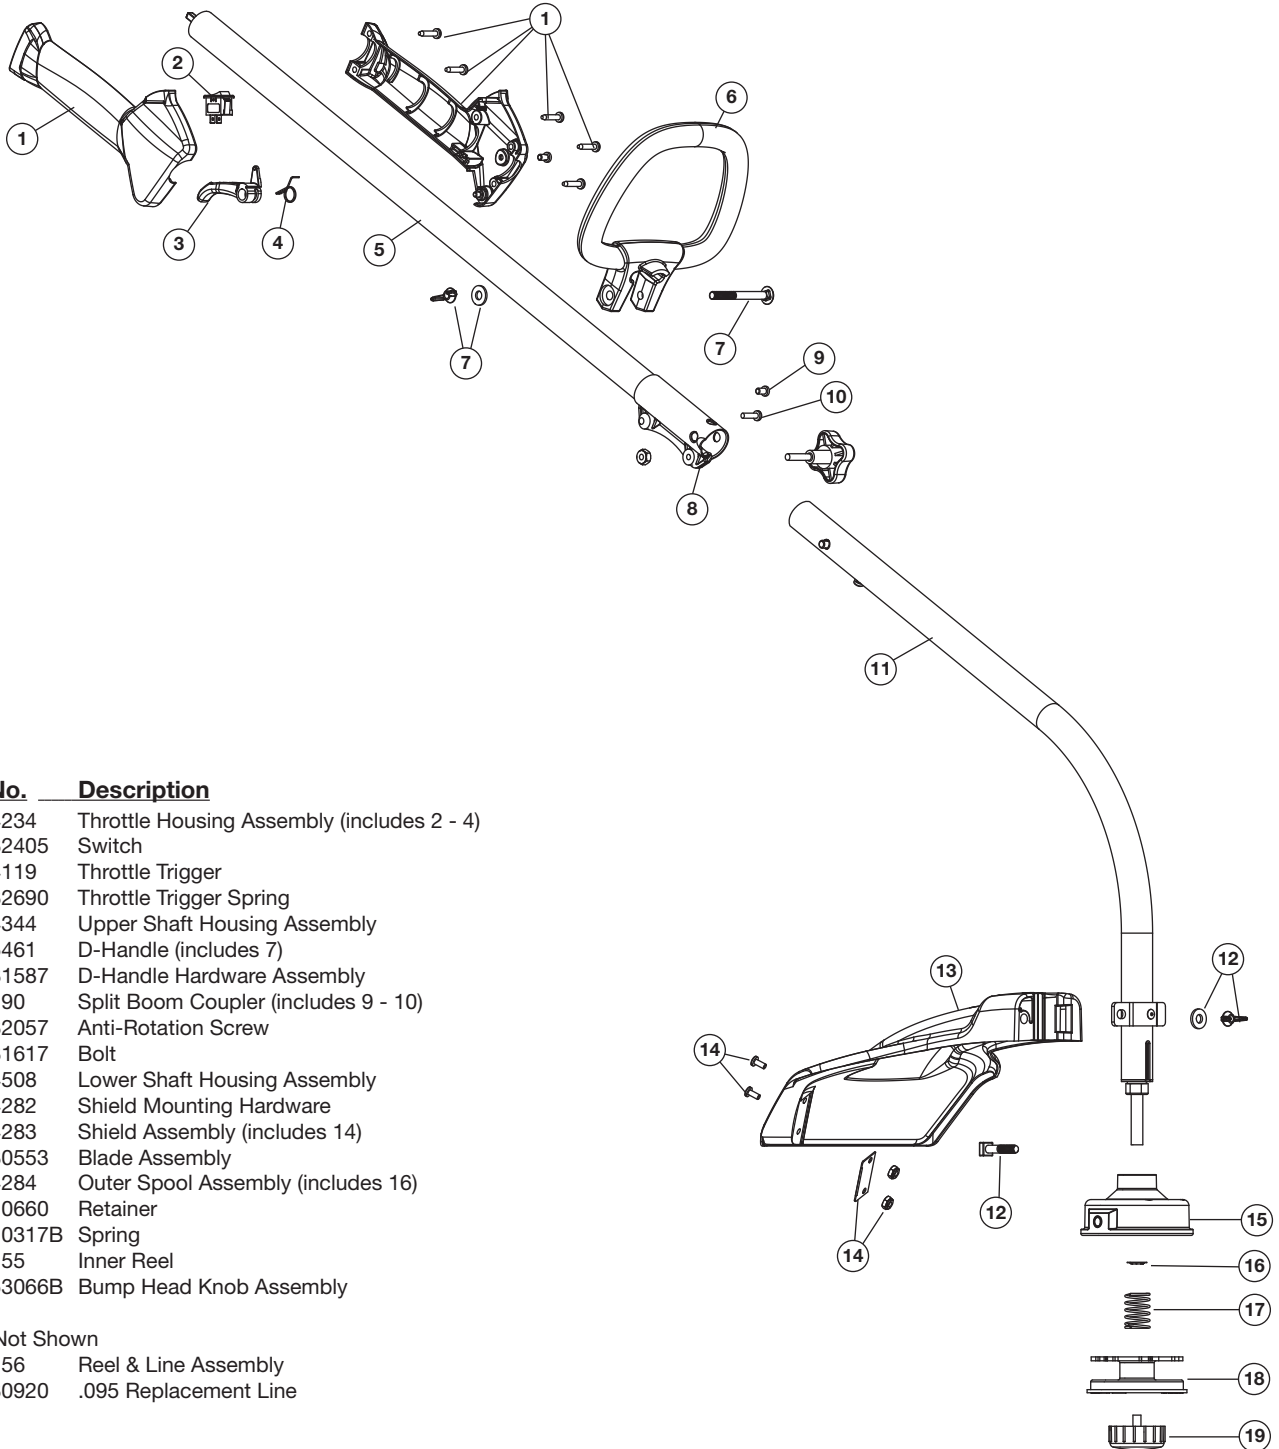 1
2
6
1
3
4
5
7
7
9
10
8
11
No. Description
234 Throttle Housing Assembly (includes 2 - 4)
2405 Switch
119 Throttle Trigger
2690 Throttle Trigger Spring
344 Upper Shaft Housing Assembly
461 D-Handle (includes 7)
1587 D-Handle Hardware Assembly
90 Split Boom Coupler (includes 9 - 10)
2057 Anti-Rotation Screw
1617 Bolt
508 Lower Shaft Housing Assembly
282 Shield Mounting Hardware
283 Shield Assembly (includes 14)
0553 Blade Assembly
284 Outer Spool Assembly (includes 16)
0660 Retainer
0317B Spring
55 Inner Reel
3066B Bump Head Knob Assembly
Not Shown
56 Reel & Line Assembly
0920 .095 Replacement Line
12
13
14
12
14
15
16
17
18
19